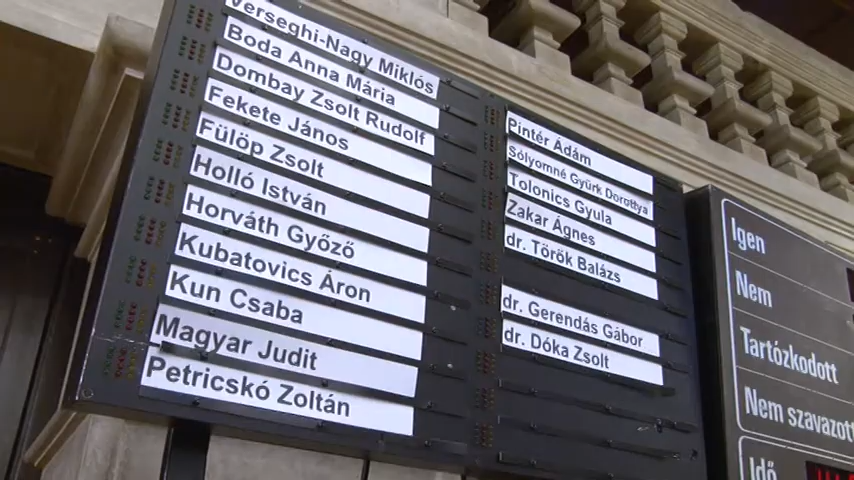 Verseghi-Nagy Miklós
Boda Anna Mária
Dombay Zsolt Rudolf
Fekete János
Fülöp Zsolt
Holló István
Horváth Győző
Kubatovics Áron
Kun Csaba
Magyar Judit
Petricskó Zoltán
Pintér Ádám
Sólyomné Gyürk Dorottya
Tolonics Gyula
Zakar Ágnes
dr. Török Balázs
dr. Gerendás Gábor
dr. Dóka Zsolt
Igen
Nem
Tartózkodott
Nem szavazott
Idő